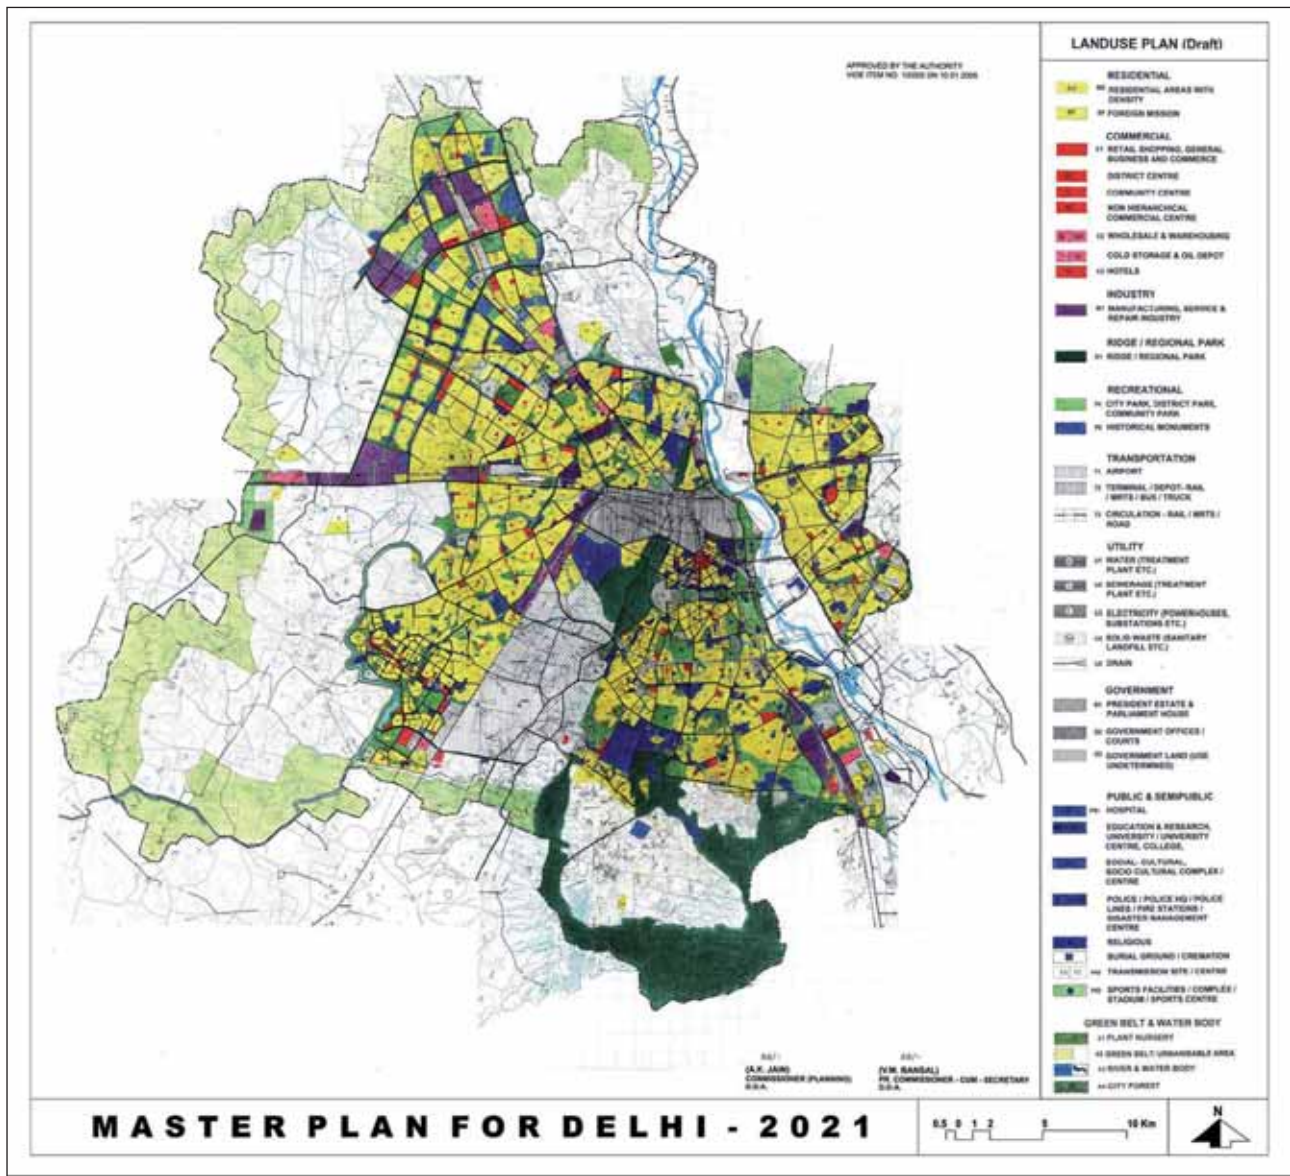 APPROVED BY THE AUTHORITY
LANDUSE PLAN (Draft)
RESIDENTIAL
RESIDENTIAL AREAS WITH
DENSITY
FOREIGN MISSION
COMMERCIAL
RETAIL SHOPPING, GENERAL
BUSINESS AND COMMERCE
DISTRICT CENTRE
COMMUNITY CENTRE
NON HIERARCHICAL
COMMERCIAL CENTRE
WHOLESALE & WAREHOUSING
COLD STORAGE & OIL DEPOT
HOTELS
INDUSTRY
MANUFACTURING, SERVICE &
REPAIR INDUSTRY
RIDGE / REGIONAL PARK
RIDGE / REGIONAL PARK
RECREATIONAL
CITY PARK, DISTRICT PARK,
COMMUNITY PARK
HISTORICAL MONUMENTS
TRANSPORTATION
AIRPORT
TERMINAL / DEPOT- RAIL
/ MRTS / BUS / TRUCK
CIRCULATION - RAIL / MRTS /
ROAD
UTILITY
WATER (TREATMENT
PLANT ETC.)
SEWERAGE (TREATMENT
PLANT ETC.)
ELECTRICITY (POWERHOUSES,
SUBSTATIONS ETC.)
SOLID WASTE (SANITARY
LANDFILL ETC.)
DRAIN
GOVERNMENT
PRESIDENT ESTATE &
PARLIAMENT HOUSE
GOVERNMENT OFFICES /
COURTS
GOVERNMENT LAND (USE
UNDETERMINED)
PUBLIC & SEMIPUBLIC
HOSPITAL
EDUCATION & RESEARCH,
UNIVERSITY / UNIVERSITY
CENTRE, COLLEGE,
SOCIAL- CULTURAL,
SOCIO CULTURAL COMPLEX /
CENTRE
POLICE / POLICE HQ / POLICE
LINES / FIRE STATIONS /
DISASTER MANAGEMENT
CENTRE
RELIGIOUS
BURIAL GROUND / CREMATION
TRANSMISSION SITE / CENTRE
SPORTS FACILITIES / COMPLEX /
STADIUM / SPORTS CENTRE
GREEN BELT & WATER BODY
PLANT NURSERY
GREEN BELT/ URBANISABLE AREA
RIVER & WATER BODY
CITY FOREST
(A.K. JAIN)
COMMISSIONER (PLANNING)
D.D.A.
(V.M. BANSAL)
PR. COMMISSIONER - CUM - SECRETARY
D.D.A.
MASTER PLAN FOR DELHI - 2021
0.5 0 1 2 5 10 Km
N